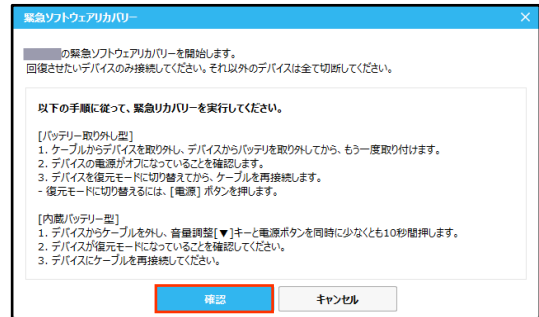 緊急ソフトウェアリカバリー
の緊急ソフトウェアリカバリーを開始します。
回復させたいデバイスのみ接続してください。それ以外のデバイスは全て切断してください。
以下の手順に従って、緊急リカバリーを実行してください。
[バッテリー取り外し型]
1. ケーブルからデバイスを取外し、デバイスからバッテリを取外してから、もう一度取り付けます。
2. デバイスの電源がオフになっていることを確認します。
3. デバイスを復元モードに切り替えてから、ケーブルを再接続します。
- 復元モードに切り替えるには、[電源] ボタンを押します。
[内蔵バッテリー型]
1. デバイスからケーブルを外し、音量調整[▼]キーと電源ボタンを同時に少なくとも10秒間押します。
2. デバイスが復元モードになっていることを確認してください。
3. デバイスにケーブルを再接続してください。
確認
キャンセル